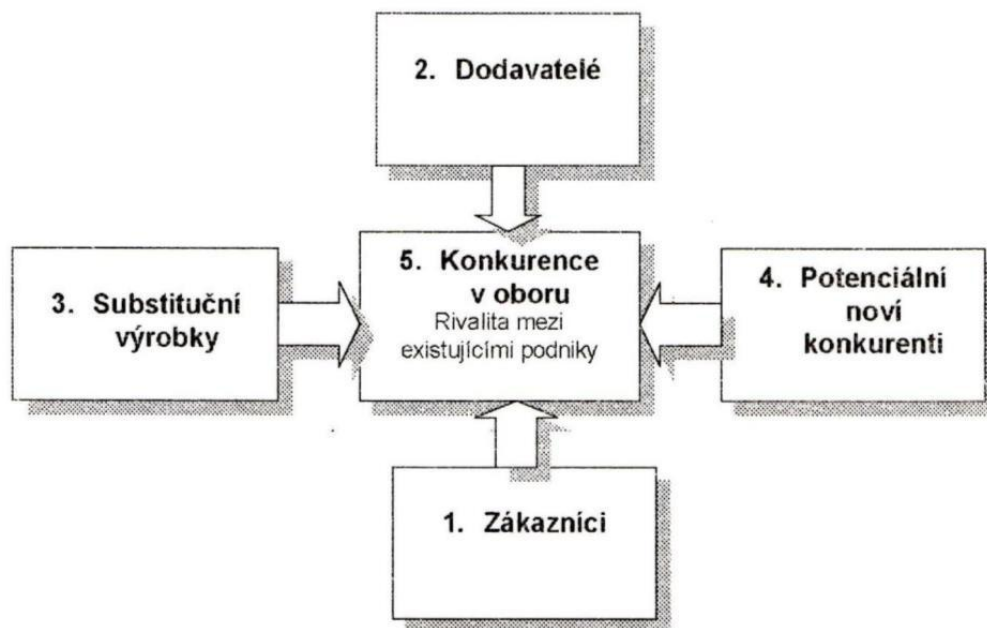 2. Dodavatelé
3. Substituční
výrobky
5. Konkurence
v oboru
Rivalita mezi
existujícími podniky
4. Potenciální
noví
konkurenti
1. Zákazníci